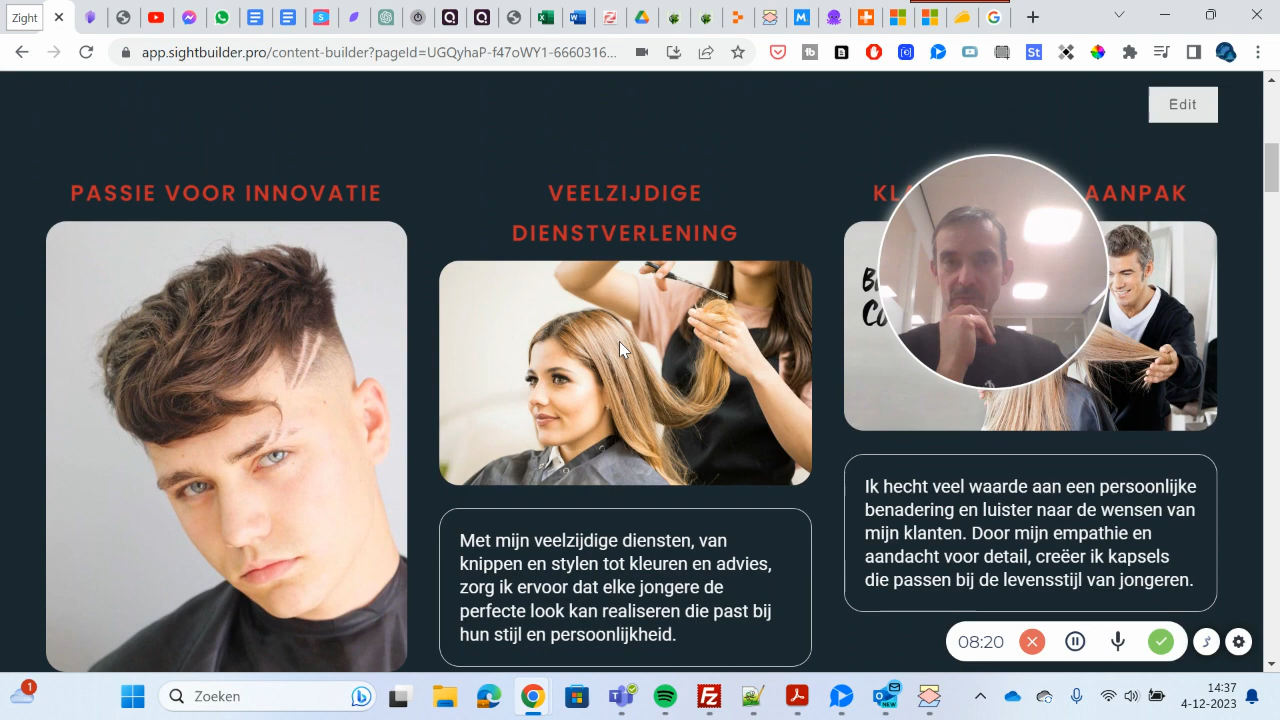 Zight
app.sightbuilder.pro/content-builder?pageId=UGQyhaP-f47oWY1-6660316...
Edit
PASSIE VOOR INNOVATIE
VEELZIJDIGE
DIENSTVERLENING
AANPAK
Met mijn veelzijdige diensten, van
knippen en stylen tot kleuren en advies,
zorg ik ervoor dat elke jongere de
perfecte look kan realiseren die past bij
hun stijl en persoonlijkheid.
Ik hecht veel waarde aan een persoonlijke
benadering en luister naar de wensen van
mijn klanten. Door mijn empathie en
aandacht voor detail, creëer ik kapsels
die passen bij de levensstijl van jongeren.
08:20
1
Zoeken
NEW
14:37
4-12-2023